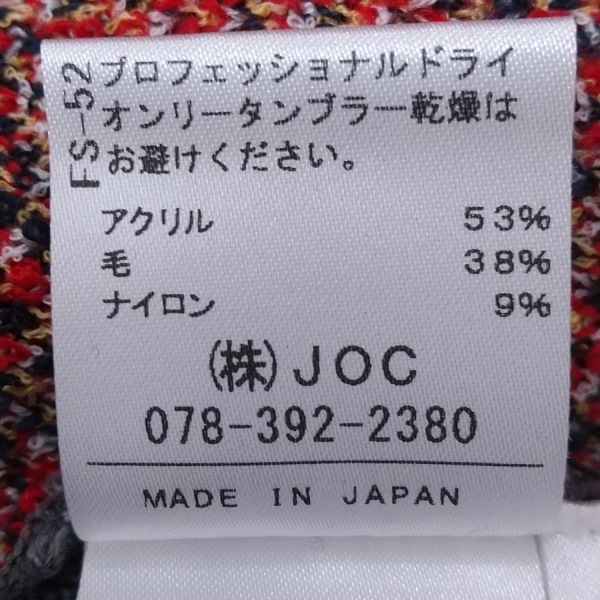 FS-52
プロフェッショナルドライ
オンリータンブラー乾燥は
お避けください。
アクリル 53%
毛 38%
ナイロン 9%
(株)JOC
078-392-2380
MADE IN JAPAN